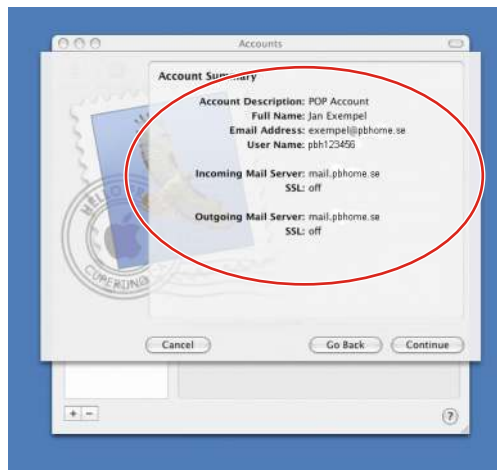 Accounts
Account Summary
Account Description: POP Account
Full Name: Jan Exempel
Email Address: exempel@pbhome.se
User Name: pbh123456
Incoming Mail Server: mail.pbhome.se
SSL: off
Outgoing Mail Server: mail.pbhome.se
SSL: off
HELLO
CUPERTINO
Cancel
Go Back
Continue
+ −
?